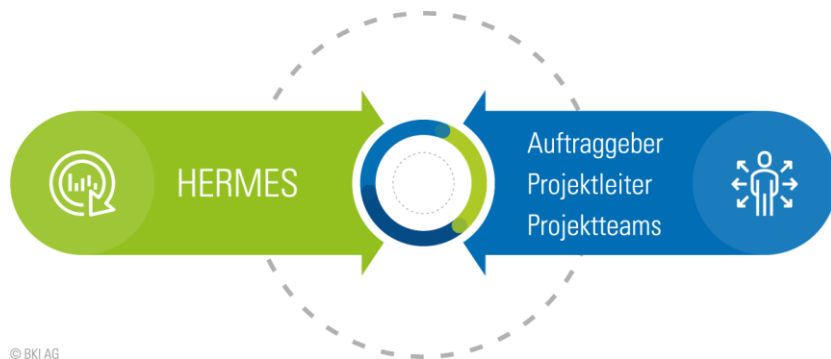 HERMES
Auftraggeber
Projektleiter
Projektteams
© BKI AG